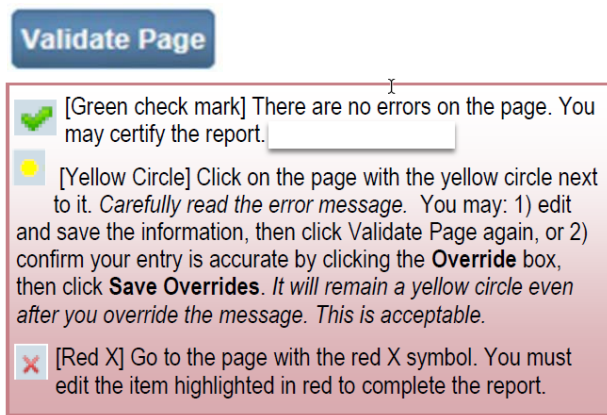 Validate Page
[Green check mark] There are no errors on the page. You
may certify the report.
[Yellow Circle] Click on the page with the yellow circle next
to it. Carefully read the error message. You may: 1) edit
and save the information, then click Validate Page again, or 2)
confirm your entry is accurate by clicking the Override box,
then click Save Overrides. It will remain a yellow circle even
after you override the message. This is acceptable.
[Red X] Go to the page with the red X symbol. You must
edit the item highlighted in red to complete the report.